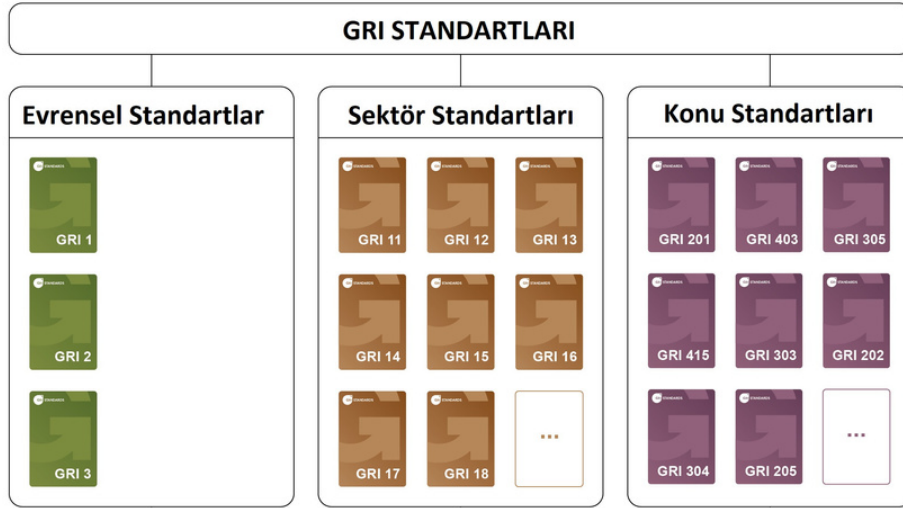 GRI STANDARTLARI
Evrensel Standartlar
GRI 1
GRI 2
GRI 3
Sektör Standartları
GRI 11 GRI 12 GRI 13
GRI 14 GRI 15 GRI 16
GRI 17 GRI 18 ...
Konu Standartları
GRI 201 GRI 403 GRI 305
GRI 415 GRI 303 GRI 202
GRI 304 GRI 205 ...